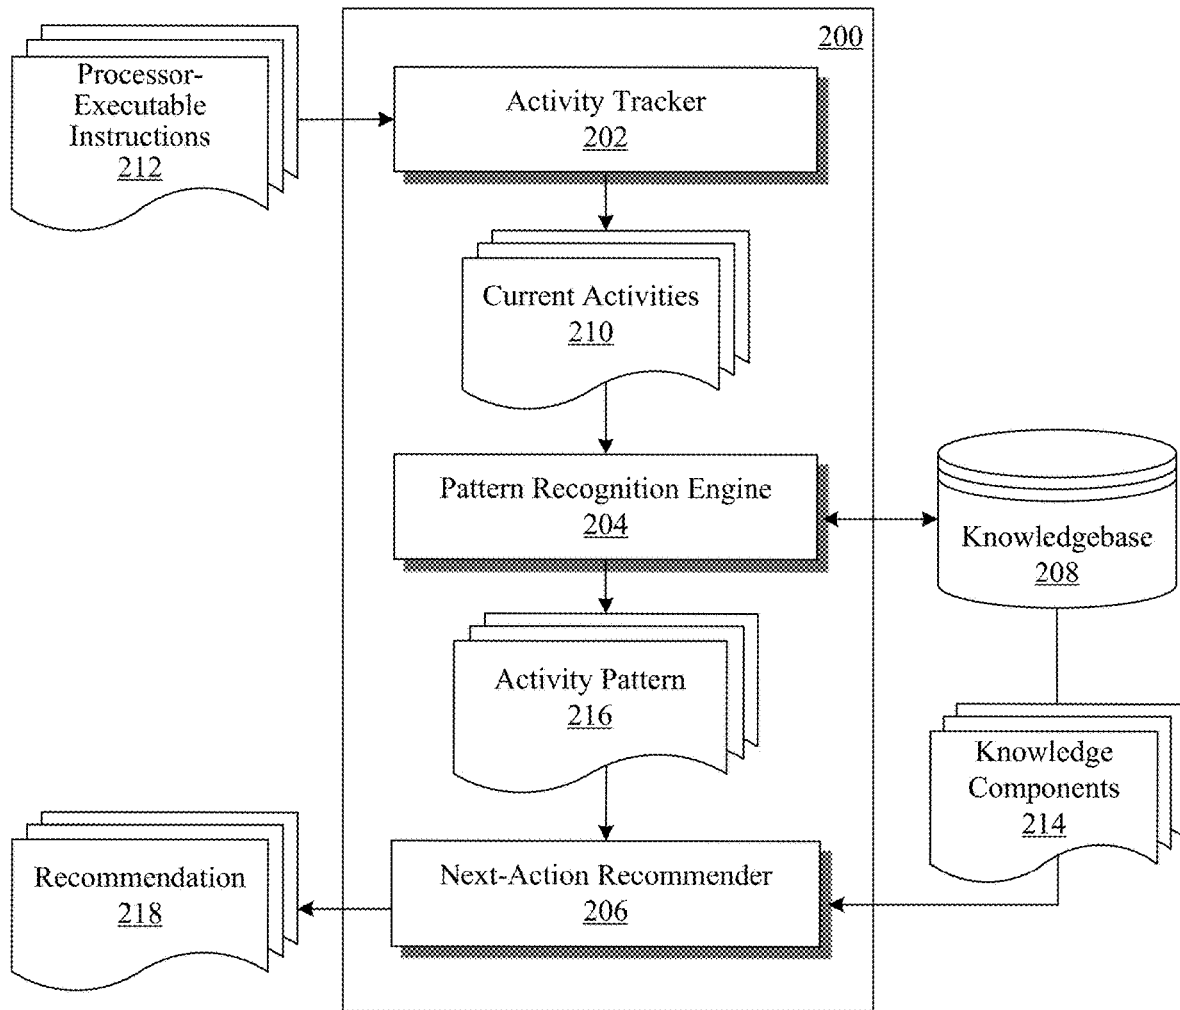 200
Processor-
Executable
Instructions
212
Activity Tracker
202
Current Activities
210
Pattern Recognition Engine
204
Knowledgebase
208
Activity Pattern
216
Knowledge
Components
214
Next-Action Recommender
206
Recommendation
218